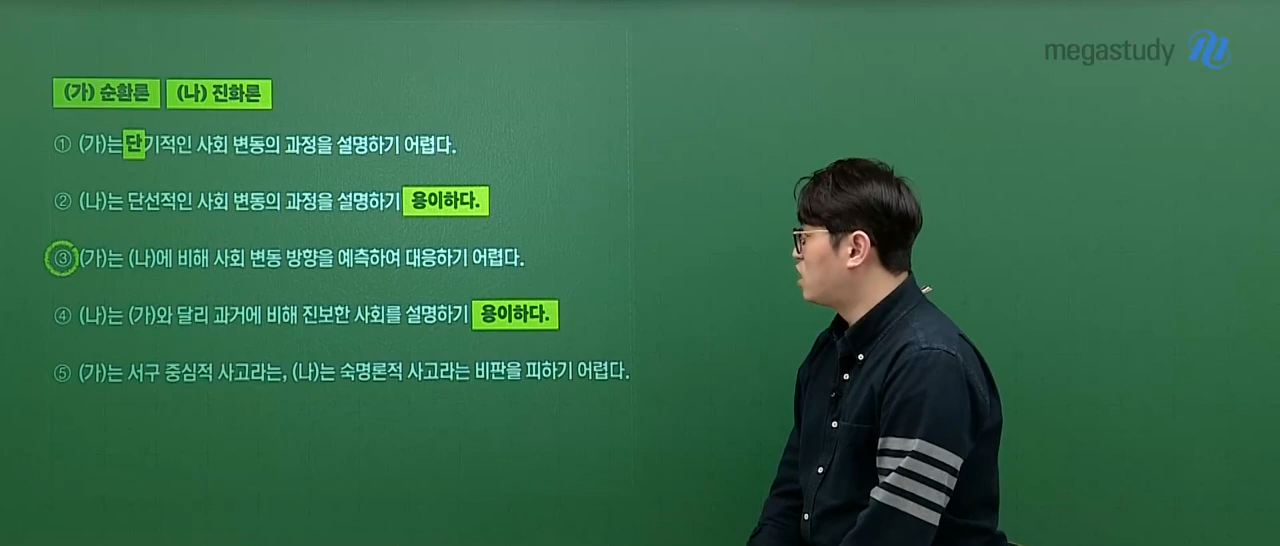 megastudy
(가) 순환론 (나) 진화론
① (가)는 단기적인 사회 변동의 과정을 설명하기 어렵다.
② (나)는 단선적인 사회 변동의 과정을 설명하기 용이하다.
③ (가)는 (나)에 비해 사회 변동 방향을 예측하여 대응하기 어렵다.
④ (나)는 (가)와 달리 과거에 비해 진보한 사회를 설명하기 용이하다.
⑤ (가)는 서구 중심적 사고라는, (나)는 숙명론적 사고라는 비판을 피하기 어렵다.